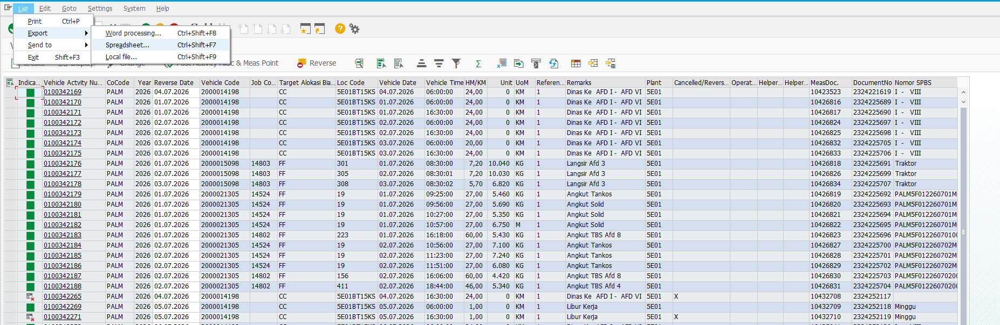 List Edit Goto Settings System Help
Print Ctrl+P
Export
Send to
Exit Shift+F3
Word processing... Ctrl+Shift+F8
Spreadsheet... Ctrl+Shift+F7
Local file... Ctrl+Shift+F9
Create Display Change Post Activity Alloc & Meas Point Reverse
Indica... Vehicle Actvity Nu... CoCode Year Reverse Date Vehicle Code Job Co... Target Alokasi Bia... Loc Code Vehicle Date Vehicle Time HM/KM Unit UoM Referen... Remarks Plant Cancelled/Revers... Operat... Helper... Helper... MeasDoc. DocumentNo Nomor SPBS
0100342169 PALM 2026 04.07.2026 2000014198 CC 5E01BT15KS 04.07.2026 06:00:00 24,00 0 KM 1 Dinas Ke AFD I - AFD VI 5E01 10423523 2324221619 I - VIII
0100342170 PALM 2026 01.07.2026 2000014198 CC 5E01BT15KS 01.07.2026 06:00:00 24,00 0 KM 1 Dinas Ke AFD I - AFD VI 5E01 10426816 2324225689 I - VIII
0100342171 PALM 2026 01.07.2026 2000014198 CC 5E01BT15KS 01.07.2026 16:30:00 24,00 0 KM 1 Dinas Ke AFD I - AFD VI 5E01 10426817 2324225690 I - VIII
0100342172 PALM 2026 02.07.2026 2000014198 CC 5E01BT15KS 02.07.2026 06:00:00 24,00 0 KM 1 Dinas Ke AFD I - AFD VI 5E01 10426824 2324225697 I - VIII
0100342173 PALM 2026 02.07.2026 2000014198 CC 5E01BT15KS 02.07.2026 16:30:00 24,00 0 KM 1 Dinas Ke AFD I - AFD VI 5E01 10426825 2324225698 I - VIII
0100342174 PALM 2026 03.07.2026 2000014198 CC 5E01BT15KS 03.07.2026 06:00:00 20,00 0 KM 1 Dinas Ke AFD I - AFD VI 5E01 10426832 2324225705 I - VIII
0100342175 PALM 2026 03.07.2026 2000014198 CC 5E01BT15KS 03.07.2026 16:30:00 24,00 0 KM 1 Dinas Ke AFD I - AFD VI 5E01 10426833 2324225706 I - VIII
0100342176 PALM 2026 01.07.2026 2000015098 14803 FF 301 01.07.2026 08:30:00 7,20 10.040 KG 1 Langsir Afd 3 5E01 10426818 2324225691 Traktor
0100342177 PALM 2026 02.07.2026 2000015098 14803 FF 305 02.07.2026 08:30:01 7,20 10.030 KG 1 Langsir Afd 3 5E01 10426826 2324225699 Traktor
0100342178 PALM 2026 03.07.2026 2000015098 14803 FF 308 03.07.2026 08:30:02 5,70 6.820 KG 1 Langsir Afd 3 5E01 10426834 2324225707 Traktor
0100342179 PALM 2026 01.07.2026 2000021305 14524 FF 19 01.07.2026 09:25:00 27,00 5.460 KG 1 Angkut Tankos 5E01 10426819 2324225692 PALM5F012260701M
0100342180 PALM 2026 01.07.2026 2000021305 14524 FF 19 01.07.2026 09:56:00 27,00 5.690 KG 1 Angkut Solid 5E01 10426820 2324225693 PALM5F012260701M
0100342181 PALM 2026 01.07.2026 2000021305 14524 FF 19 01.07.2026 10:27:00 27,00 5.350 KG 1 Angkut Solid 5E01 10426821 2324225694 PALM5F012260701M
0100342182 PALM 2026 01.07.2026 2000021305 14524 FF 19 01.07.2026 10:57:00 27,00 6.750 M 1 Angkut Solid 5E01 10426822 2324225695 PALM5F012260701M
0100342183 PALM 2026 01.07.2026 2000021305 14802 FF 223 01.07.2026 16:18:00 60,00 5.430 KG 1 Angkut TBS Afd 8 5E01 10426823 2324225696 PALM5F0122607010
0100342184 PALM 2026 02.07.2026 2000021305 14524 FF 19 02.07.2026 10:56:00 27,00 7.100 KG 1 Angkut Tankos 5E01 10426827 2324225700 PALM5F012260702M
0100342185 PALM 2026 02.07.2026 2000021305 14524 FF 19 02.07.2026 11:23:00 27,00 7.240 KG 1 Angkut Tankos 5E01 10426828 2324225701 PALM5F012260702M
0100342186 PALM 2026 02.07.2026 2000021305 14524 FF 19 02.07.2026 11:51:00 27,00 6.080 KG 1 Angkut Tankos 5E01 10426829 2324225702 PALM5F012260702M
0100342187 PALM 2026 02.07.2026 2000021305 14802 FF 156 02.07.2026 16:06:00 60,00 4.420 KG 1 Angkut TBS Afd 8 5E01 10426830 2324225703 PALM5F0122607020
0100342188 PALM 2026 02.07.2026 2000021305 14802 FF 411 02.07.2026 18:44:00 46,00 5.340 KG 1 Angkut TBS Afd 4 5E01 10426831 2324225704 PALM5F0122607020
0100342265 PALM 2026 04.07.2026 2000014198 CC 5E01BT15KS 04.07.2026 16:30:00 24,00 0 KM 1 Dinas Ke AFD I - AFD VI 5E01 X 10432708 2324252117
0100342269 PALM 2026 05.07.2026 2000014198 CC 5E01BT15KS 05.07.2026 06:00:00 1,00 0 KM 1 Libur Kerja 5E01 10432709 2324252118 Minggu
0100342271 PALM 2026 05.07.2026 2000014198 CC 5E01BT15KS 05.07.2026 16:30:00 1,00 0 KM 1 Libur Kerja 5E01 X 10432710 2324252119 Minggu